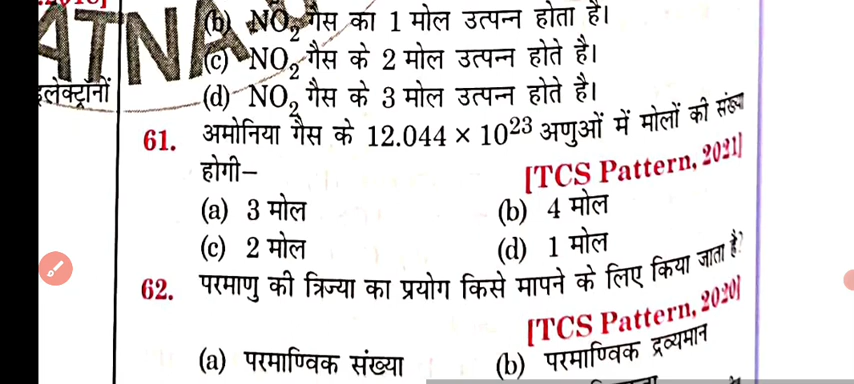 ATNA
इलेक्ट्रॉनों
(b) NO₂ गैस का 1 मोल उत्पन्न होता है।
(c) NO₂ गैस के 2 मोल उत्पन्न होते है।
(d) NO₂ गैस के 3 मोल उत्पन्न होते है।
61. अमोनिया गैस के 12.044 × 10²³ अणुओं में मोलों की संख्या
होगी–
[TCS Pattern, 2021]
(a) 3 मोल (b) 4 मोल
(c) 2 मोल (d) 1 मोल
62. परमाणु की त्रिज्या का प्रयोग किसे मापने के लिए किया जाता है?
[TCS Pattern, 2020]
(a) परमाण्विक संख्या (b) परमाण्विक द्रव्यमान